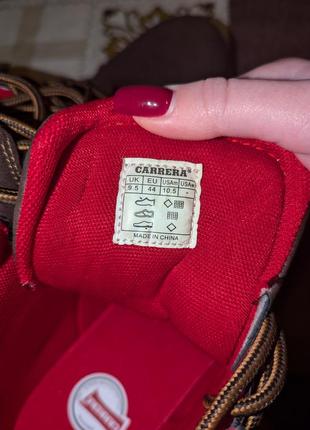 CARRERA
UK EU USAm USAw
9.5 44 10.5 -
MADE IN CHINA